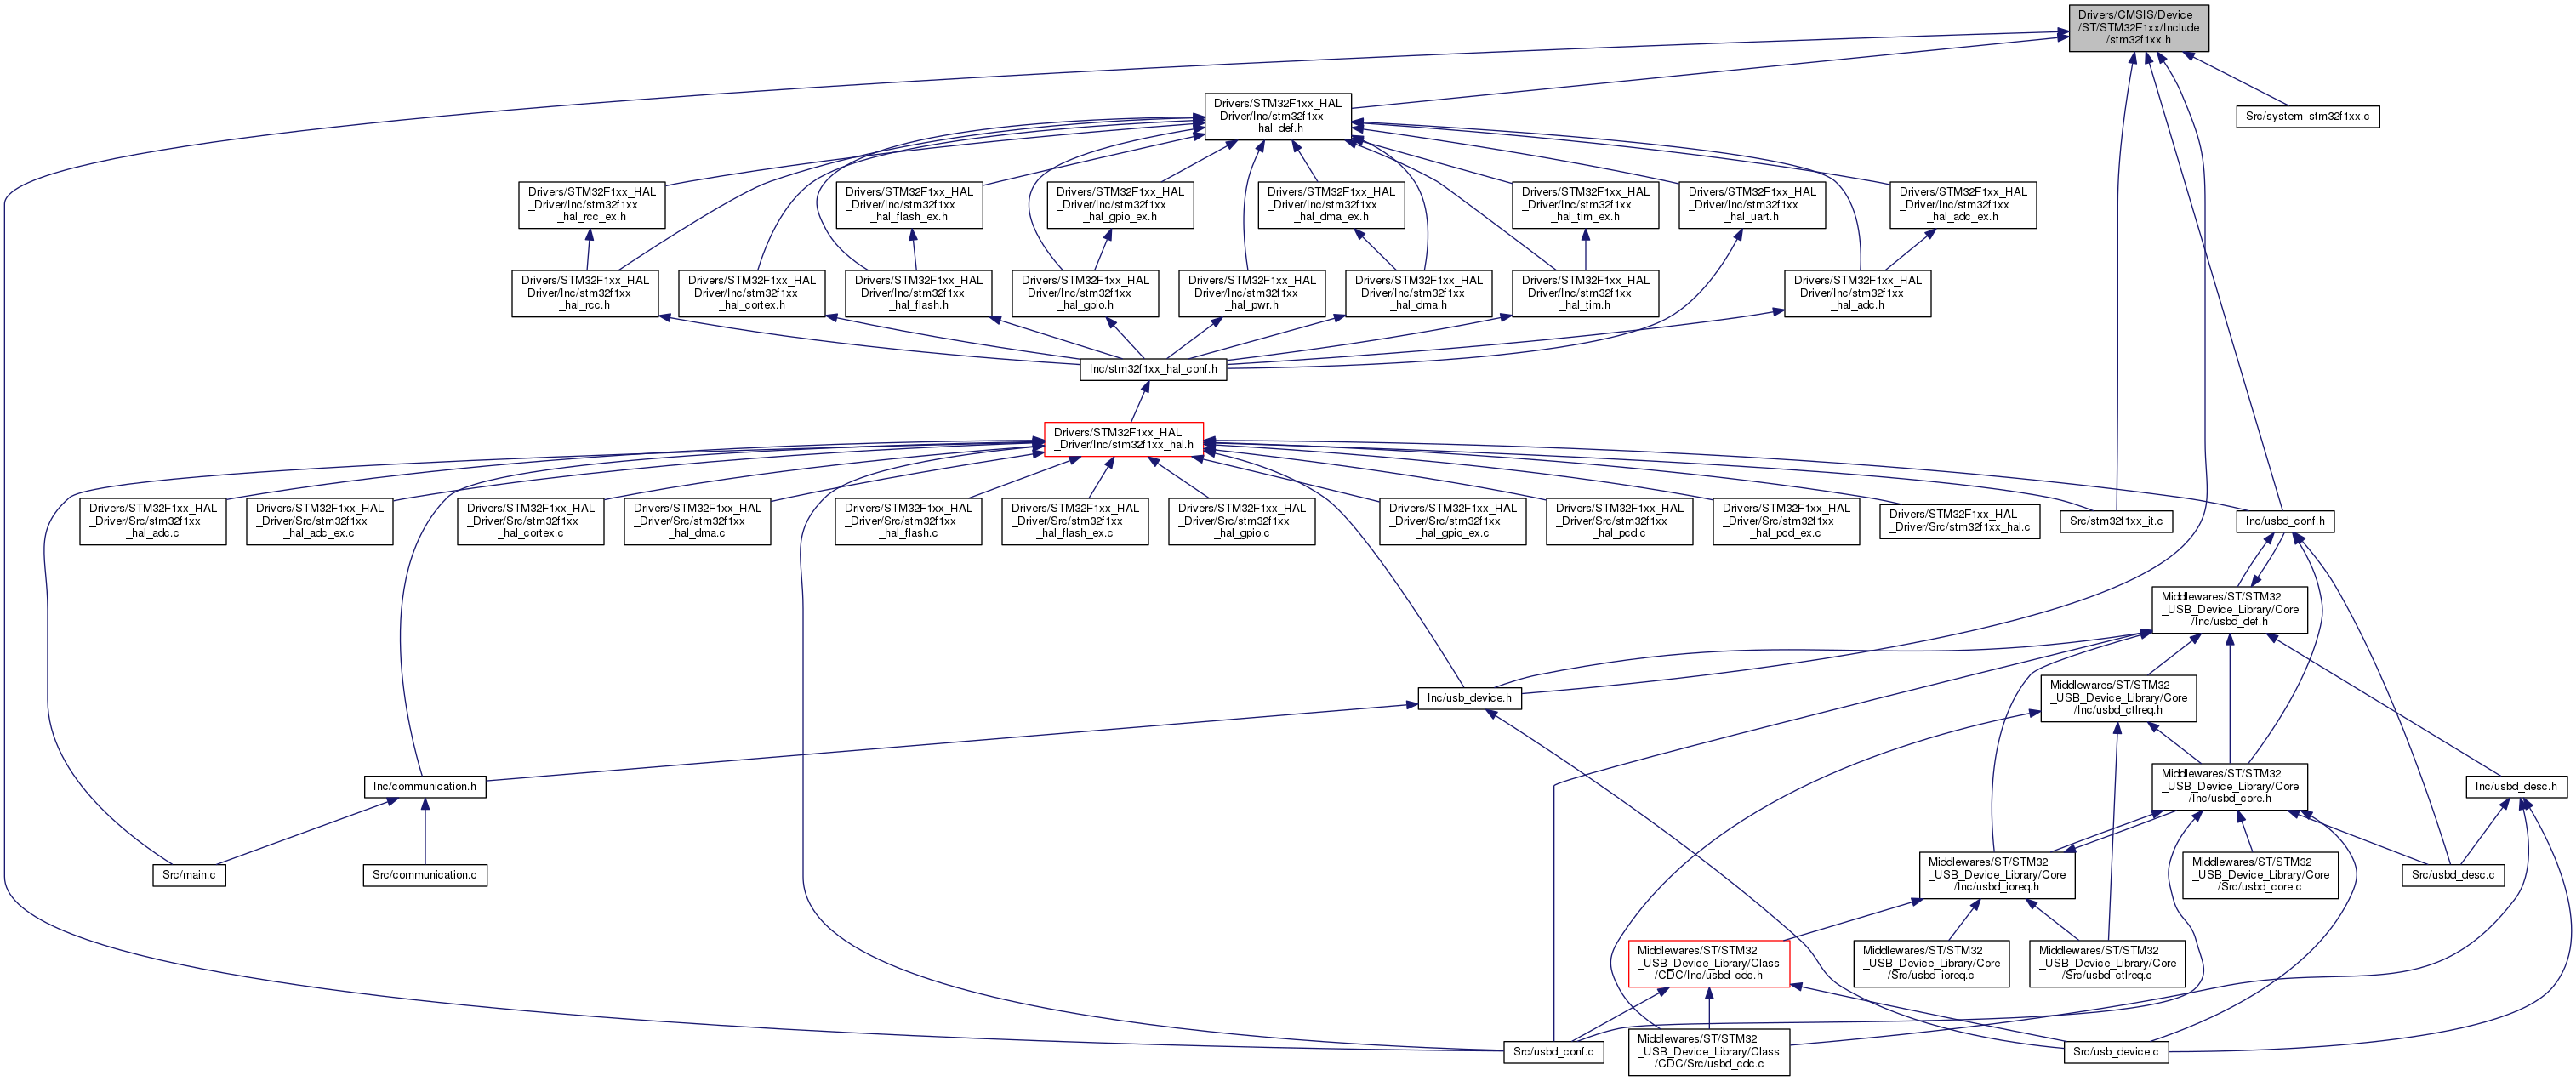 Drivers/CMSIS/Device
/ST/STM32F1xx/Include
/stm32f1xx.h
Drivers/STM32F1xx_HAL
_Driver/Inc/stm32f1xx
_hal_def.h
Src/system_stm32f1xx.c
Drivers/STM32F1xx_HAL
_Driver/Inc/stm32f1xx
_hal_rcc_ex.h
Drivers/STM32F1xx_HAL
_Driver/Inc/stm32f1xx
_hal_flash_ex.h
Drivers/STM32F1xx_HAL
_Driver/Inc/stm32f1xx
_hal_gpio_ex.h
Drivers/STM32F1xx_HAL
_Driver/Inc/stm32f1xx
_hal_dma_ex.h
Drivers/STM32F1xx_HAL
_Driver/Inc/stm32f1xx
_hal_tim_ex.h
Drivers/STM32F1xx_HAL
_Driver/Inc/stm32f1xx
_hal_uart.h
Drivers/STM32F1xx_HAL
_Driver/Inc/stm32f1xx
_hal_adc_ex.h
Drivers/STM32F1xx_HAL
_Driver/Inc/stm32f1xx
_hal_rcc.h
Drivers/STM32F1xx_HAL
_Driver/Inc/stm32f1xx
_hal_cortex.h
Drivers/STM32F1xx_HAL
_Driver/Inc/stm32f1xx
_hal_flash.h
Drivers/STM32F1xx_HAL
_Driver/Inc/stm32f1xx
_hal_gpio.h
Drivers/STM32F1xx_HAL
_Driver/Inc/stm32f1xx
_hal_pwr.h
Drivers/STM32F1xx_HAL
_Driver/Inc/stm32f1xx
_hal_dma.h
Drivers/STM32F1xx_HAL
_Driver/Inc/stm32f1xx
_hal_tim.h
Drivers/STM32F1xx_HAL
_Driver/Inc/stm32f1xx
_hal_adc.h
Inc/stm32f1xx_hal_conf.h
Drivers/STM32F1xx_HAL
_Driver/Inc/stm32f1xx_hal.h
Drivers/STM32F1xx_HAL
_Driver/Src/stm32f1xx
_hal_adc.c
Drivers/STM32F1xx_HAL
_Driver/Src/stm32f1xx
_hal_adc_ex.c
Drivers/STM32F1xx_HAL
_Driver/Src/stm32f1xx
_hal_cortex.c
Drivers/STM32F1xx_HAL
_Driver/Src/stm32f1xx
_hal_dma.c
Drivers/STM32F1xx_HAL
_Driver/Src/stm32f1xx
_hal_flash.c
Drivers/STM32F1xx_HAL
_Driver/Src/stm32f1xx
_hal_flash_ex.c
Drivers/STM32F1xx_HAL
_Driver/Src/stm32f1xx
_hal_gpio.c
Drivers/STM32F1xx_HAL
_Driver/Src/stm32f1xx
_hal_gpio_ex.c
Drivers/STM32F1xx_HAL
_Driver/Src/stm32f1xx
_hal_pcd.c
Drivers/STM32F1xx_HAL
_Driver/Src/stm32f1xx
_hal_pcd_ex.c
Drivers/STM32F1xx_HAL
_Driver/Src/stm32f1xx_hal.c
Src/stm32f1xx_it.c
Inc/usbd_conf.h
Middlewares/ST/STM32
_USB_Device_Library/Core
/Inc/usbd_def.h
Inc/usb_device.h
Middlewares/ST/STM32
_USB_Device_Library/Core
/Inc/usbd_ctlreq.h
Inc/communication.h
Middlewares/ST/STM32
_USB_Device_Library/Core
/Inc/usbd_core.h
Inc/usbd_desc.h
Src/main.c
Src/communication.c
Middlewares/ST/STM32
_USB_Device_Library/Core
/Inc/usbd_ioreq.h
Middlewares/ST/STM32
_USB_Device_Library/Core
/Src/usbd_core.c
Src/usbd_desc.c
Middlewares/ST/STM32
_USB_Device_Library/Class
/CDC/Inc/usbd_cdc.h
Middlewares/ST/STM32
_USB_Device_Library/Core
/Src/usbd_ioreq.c
Middlewares/ST/STM32
_USB_Device_Library/Core
/Src/usbd_ctlreq.c
Src/usbd_conf.c
Middlewares/ST/STM32
_USB_Device_Library/Class
/CDC/Src/usbd_cdc.c
Src/usb_device.c